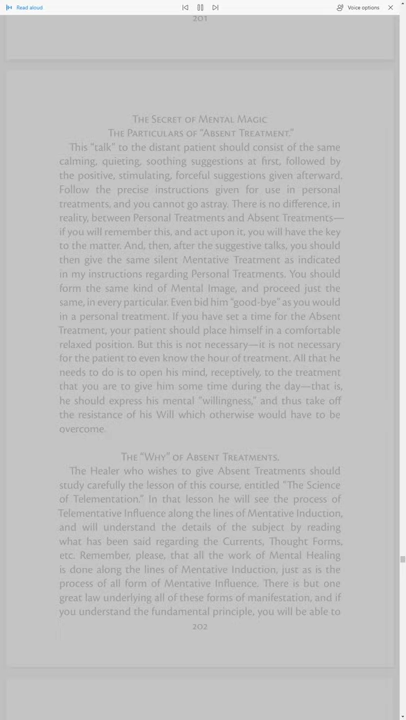 Read aloud
Voice options
201
The Secret of Mental Magic
The Particulars of "Absent Treatment."
This "talk" to the distant patient should consist of the same
calming, quieting, soothing suggestions at first, followed by
the positive, stimulating, forceful suggestions given afterward.
Follow the precise instructions given for use in personal
treatments, and you cannot go astray. There is no difference, in
reality, between Personal Treatments and Absent Treatments—
if you will remember this, and act upon it, you will have the key
to the matter. And, then, after the suggestive talks, you should
then give the same silent Mentative Treatment as indicated
in my instructions regarding Personal Treatments. You should
form the same kind of Mental Image, and proceed just the
same, in every particular. Even bid him "good-bye" as you would
in a personal treatment. If you have set a time for the Absent
Treatment, your patient should place himself in a comfortable
relaxed position. But this is not necessary—it is not necessary
for the patient to even know the hour of treatment. All that he
needs to do is to open his mind, receptively, to the treatment
that you are to give him some time during the day—that is,
he should express his mental "willingness," and thus take off
the resistance of his Will which otherwise would have to be
overcome.
The "Why" of Absent Treatments.
The Healer who wishes to give Absent Treatments should
study carefully the lesson of this course, entitled "The Science
of Telementation." In that lesson he will see the process of
Telementative Influence along the lines of Mentative Induction,
and will understand the details of the subject by reading
what has been said regarding the Currents, Thought Forms,
etc. Remember, please, that all the work of Mental Healing
is done along the lines of Mentative Induction, just as is the
process of all form of Mentative Influence. There is but one
great law underlying all of these forms of manifestation, and if
you understand the fundamental principle, you will be able to
202